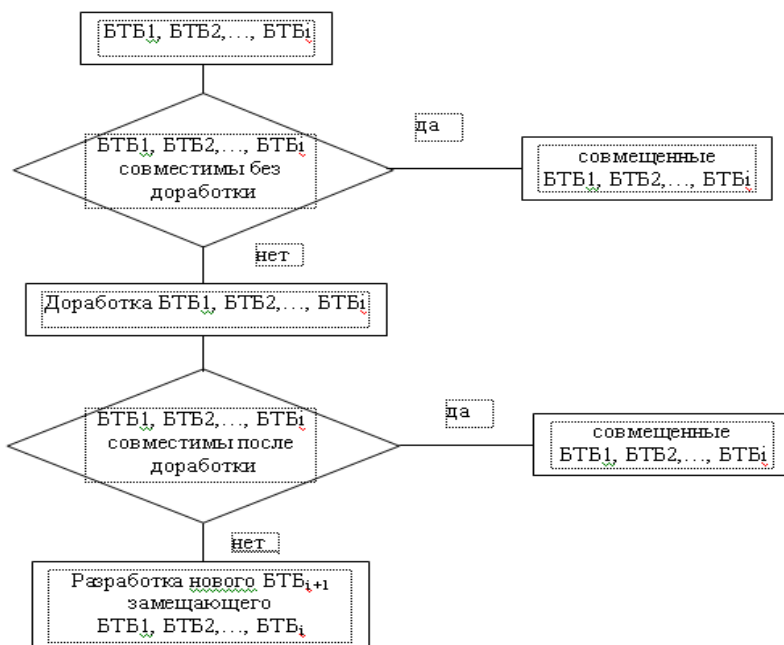 БТБ1, БТБ2,…, БТБi
БТБ1, БТБ2,…, БТБi
совместимы без
доработки
да
совмещенные
БТБ1, БТБ2,…, БТБi
нет
Доработка БТБ1, БТБ2,…, БТБi
БТБ1, БТБ2,…, БТБi
совместимы после
доработки
да
совмещенные
БТБ1, БТБ2,…, БТБi
нет
Разработка нового БТБi+1
замещающего
БТБ1, БТБ2,…, БТБi